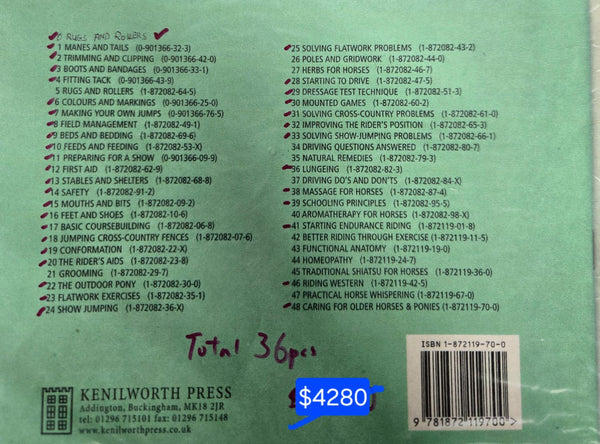 0 RUGS AND ROLLERS
1 MANES AND TAILS (0-901366-32-3)
2 TRIMMING AND CLIPPING (0-901366-42-0)
3 BOOTS AND BANDAGES (0-901366-33-1)
4 FITTING TACK (0-901366-43-9)
5 RUGS AND ROLLERS (1-872082-64-5)
6 COLOURS AND MARKINGS (0-901366-25-0)
7 MAKING YOUR OWN JUMPS (0-901366-76-5)
8 FIELD MANAGEMENT (1-872082-49-1)
9 BEDS AND BEDDING (1-872082-69-6)
10 FEEDS AND FEEDING (1-872082-53-X)
11 PREPARING FOR A SHOW (0-901366-09-9)
12 FIRST AID (1-872082-62-9)
13 STABLES AND SHELTERS (1-872082-68-8)
14 SAFETY (1-872082-91-2)
15 MOUTHS AND BITS (1-872082-09-2)
16 FEET AND SHOES (1-872082-10-6)
17 BASIC COURSEBUILDING (1-872082-06-8)
18 JUMPING CROSS-COUNTRY FENCES (1-872082-07-6)
19 CONFORMATION (1-872082-22-X)
20 THE RIDER'S AIDS (1-872082-23-8)
21 GROOMING (1-872082-29-7)
22 THE OUTDOOR PONY (1-872082-30-0)
23 FLATWORK EXERCISES (1-872082-35-1)
24 SHOW JUMPING (1-872082-36-X)
25 SOLVING FLATWORK PROBLEMS (1-872082-43-2)
26 POLES AND GRIDWORK (1-872082-44-0)
27 HERBS FOR HORSES (1-872082-46-7)
28 STARTING TO DRIVE (1-872082-47-5)
29 DRESSAGE TEST TECHNIQUE (1-872082-51-3)
30 MOUNTED GAMES (1-872082-60-2)
31 SOLVING CROSS-COUNTRY PROBLEMS (1-872082-61-0)
32 IMPROVING THE RIDER'S POSITION (1-872082-65-3)
33 SOLVING SHOW-JUMPING PROBLEMS (1-872082-66-1)
34 DRIVING QUESTIONS ANSWERED (1-872082-80-7)
35 NATURAL REMEDIES (1-872082-79-3)
36 LUNGEING (1-872082-82-3)
37 DRIVING DO'S AND DON'TS (1-872082-84-X)
38 MASSAGE FOR HORSES (1-872082-87-4)
39 SCHOOLING PRINCIPLES (1-872082-95-5)
40 AROMATHERAPY FOR HORSES (1-872082-98-X)
41 STARTING ENDURANCE RIDING (1-872119-01-8)
42 BETTER RIDING THROUGH EXERCISE (1-872119-11-5)
43 FUNCTIONAL ANATOMY (1-872119-19-0)
44 HOMEOPATHY (1-872119-24-7)
45 TRADITIONAL SHIATSU FOR HORSES (1-872119-36-0)
46 RIDING WESTERN (1-872119-42-5)
47 PRACTICAL HORSE WHISPERING (1-872119-67-0)
48 CARING FOR OLDER HORSES & PONIES (1-872119-70-0)
Total 36pcs
$4280
KENILWORTH PRESS
Addington, Buckingham, MK18 2JR
tel: 01296 715101 fax: 01296 715148
www.kenilworthpress.co.uk
ISBN 1-872119-70-0
9 781872 119700 >